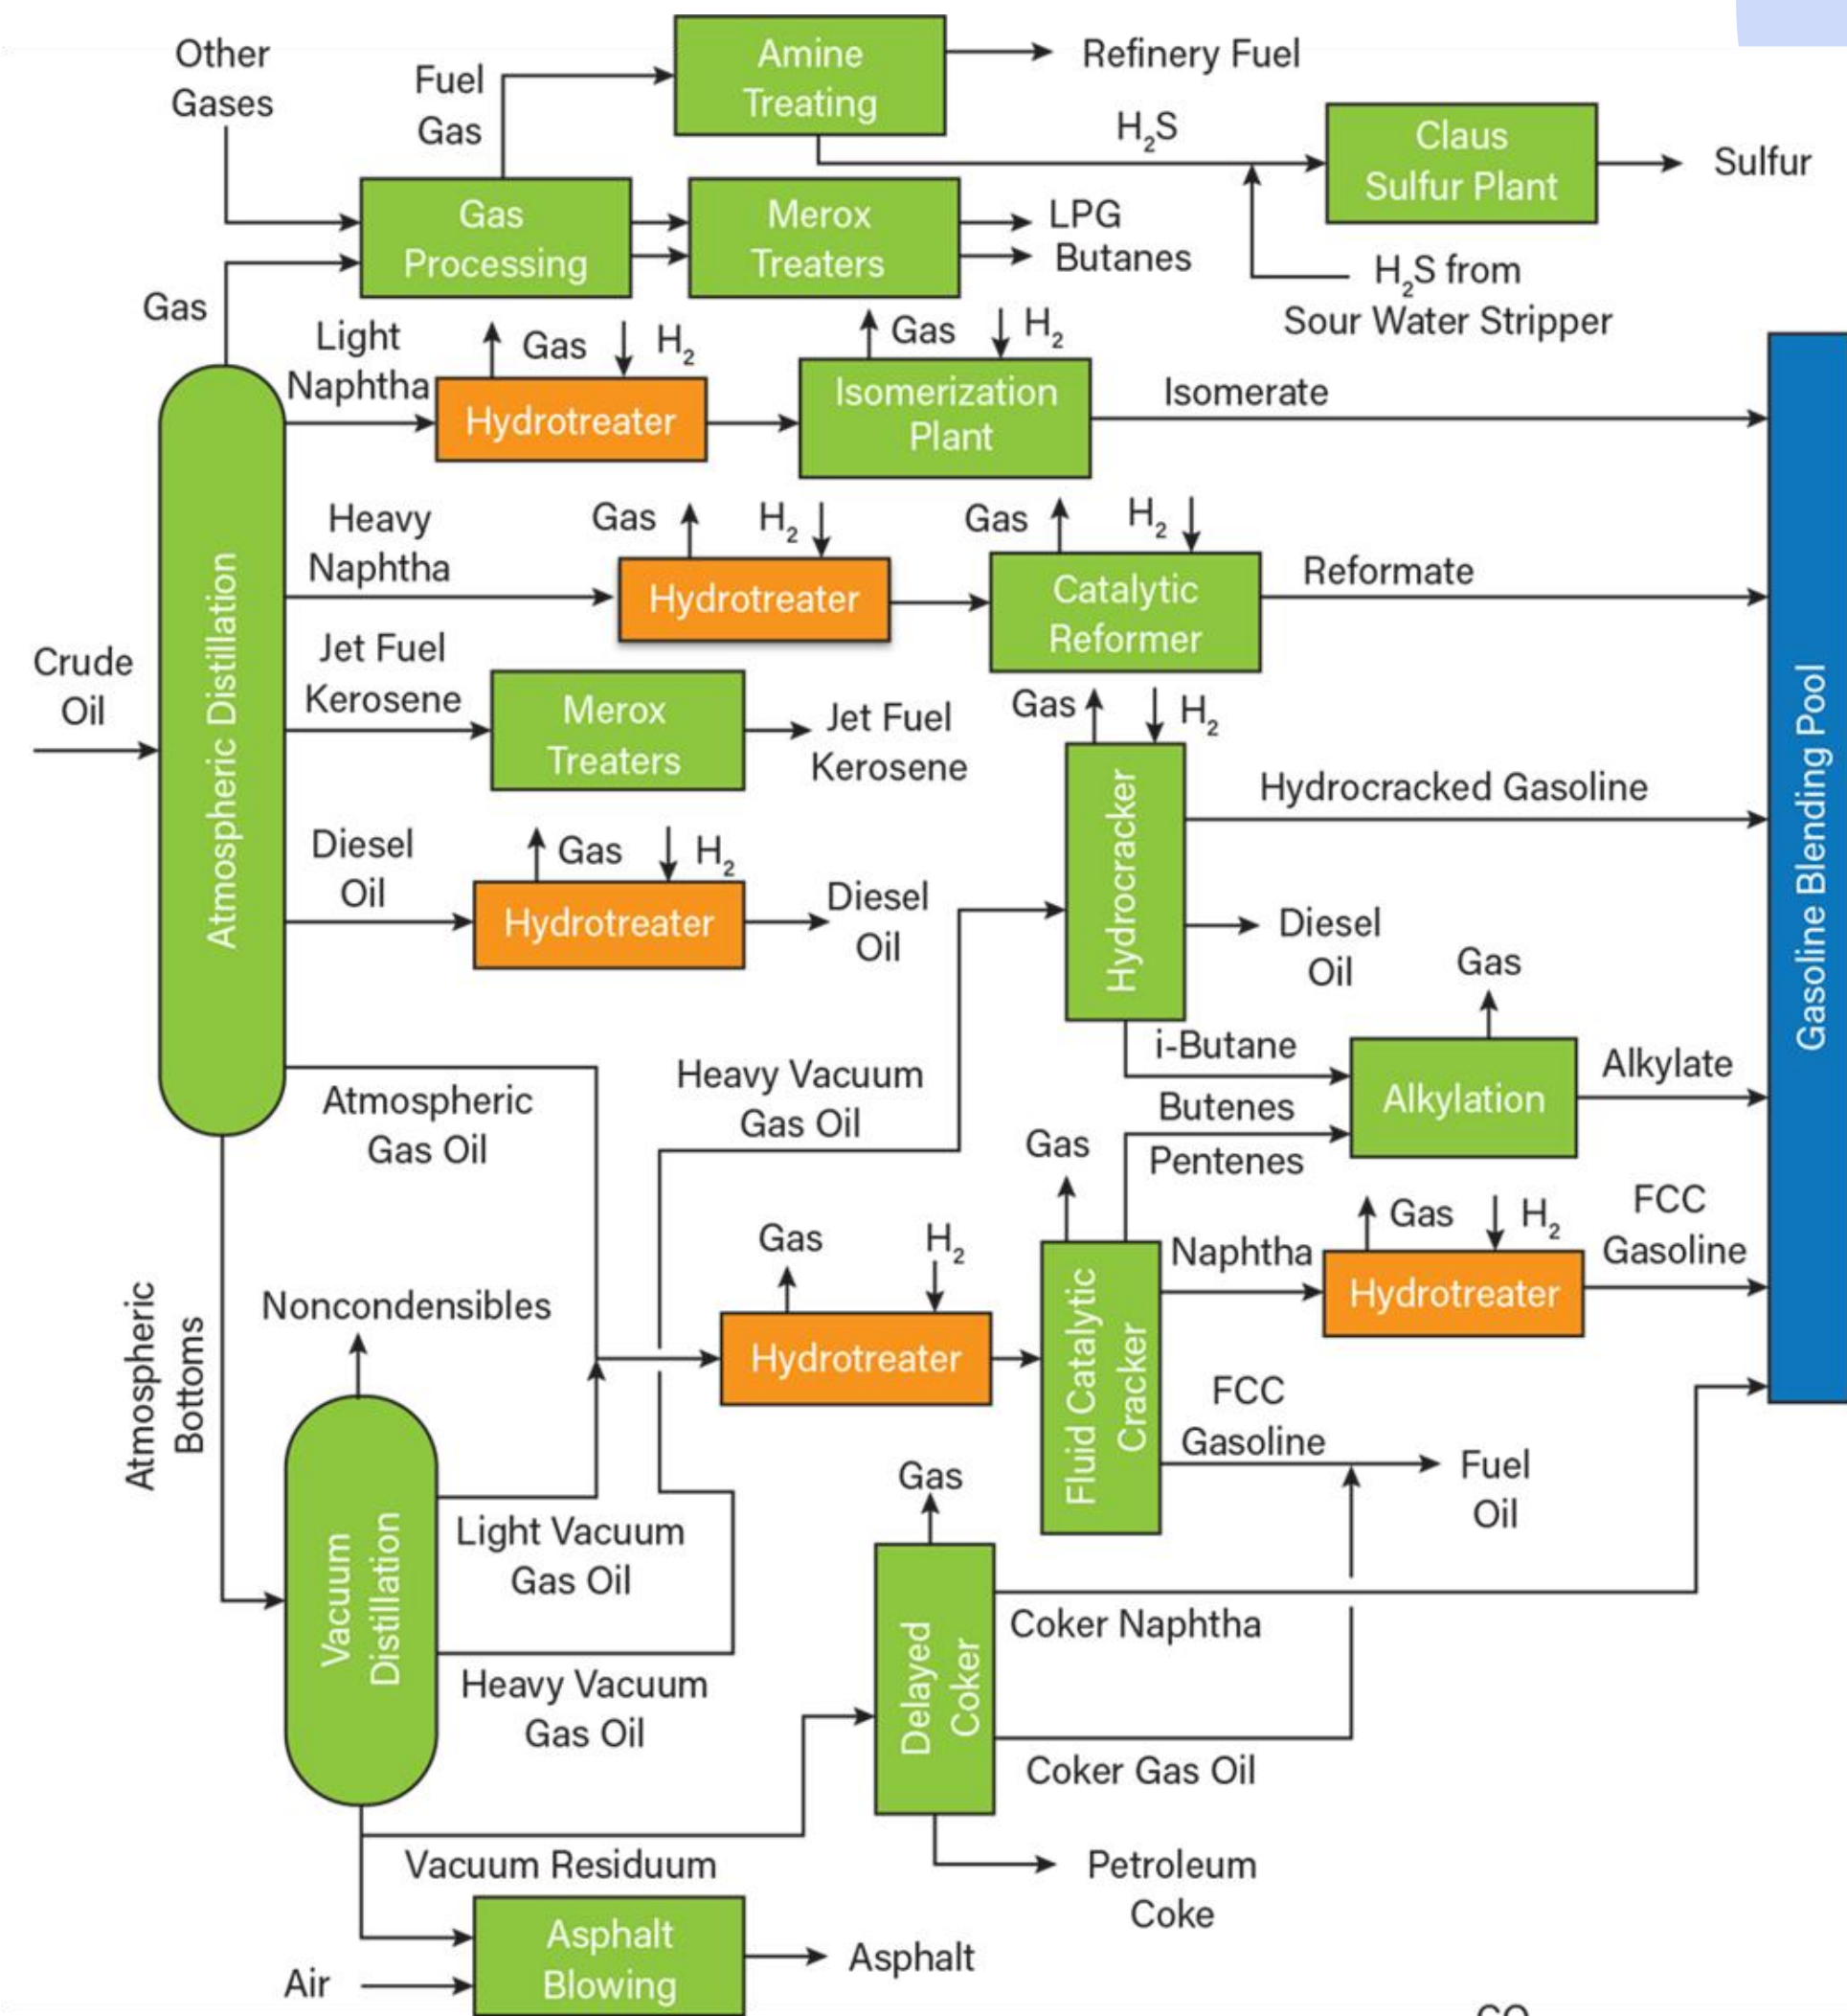 Other
Gases
Fuel
Gas
Amine
Treating
Refinery Fuel
H₂S
Claus
Sulfur Plant
Sulfur
Gas
Processing
Merox
Treaters
LPG
Butanes
H₂S from
Sour Water Stripper
Gas
Light
Naphtha
Gas
H₂
Hydrotreater
Gas
H₂
Isomerization
Plant
Isomerate
Heavy
Naphtha
Gas
H₂
Hydrotreater
Gas
H₂
Catalytic
Reformer
Reformate
Crude
Oil
Atmospheric Distillation
Jet Fuel
Kerosene
Merox
Treaters
Jet Fuel
Kerosene
Gas
H₂
Hydrocracker
Hydrocracked Gasoline
Gasoline Blending Pool
Diesel
Oil
Gas
H₂
Hydrotreater
Diesel
Oil
Diesel
Oil
Gas
i-Butane
Butenes
Pentenes
Alkylation
Alkylate
Atmospheric
Gas Oil
Heavy Vacuum
Gas Oil
Gas
Gas
H₂
Hydrotreater
Fluid Catalytic
Cracker
Naphtha
Gas
H₂
Hydrotreater
FCC
Gasoline
Atmospheric
Bottoms
Noncondensibles
FCC
Gasoline
Fuel
Oil
Vacuum
Distillation
Light Vacuum
Gas Oil
Heavy Vacuum
Gas Oil
Gas
Delayed
Coker
Coker Naphtha
Coker Gas Oil
Vacuum Residuum
Petroleum
Coke
Asphalt
Blowing
Air
Asphalt